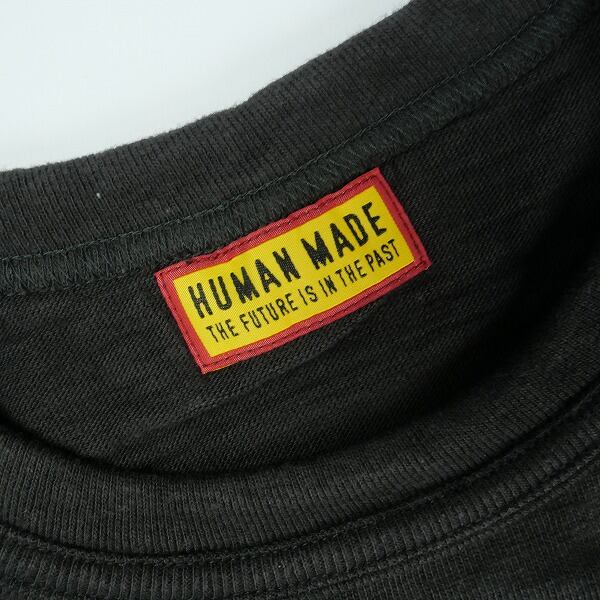 HUMAN MADE
THE FUTURE IS IN THE PAST